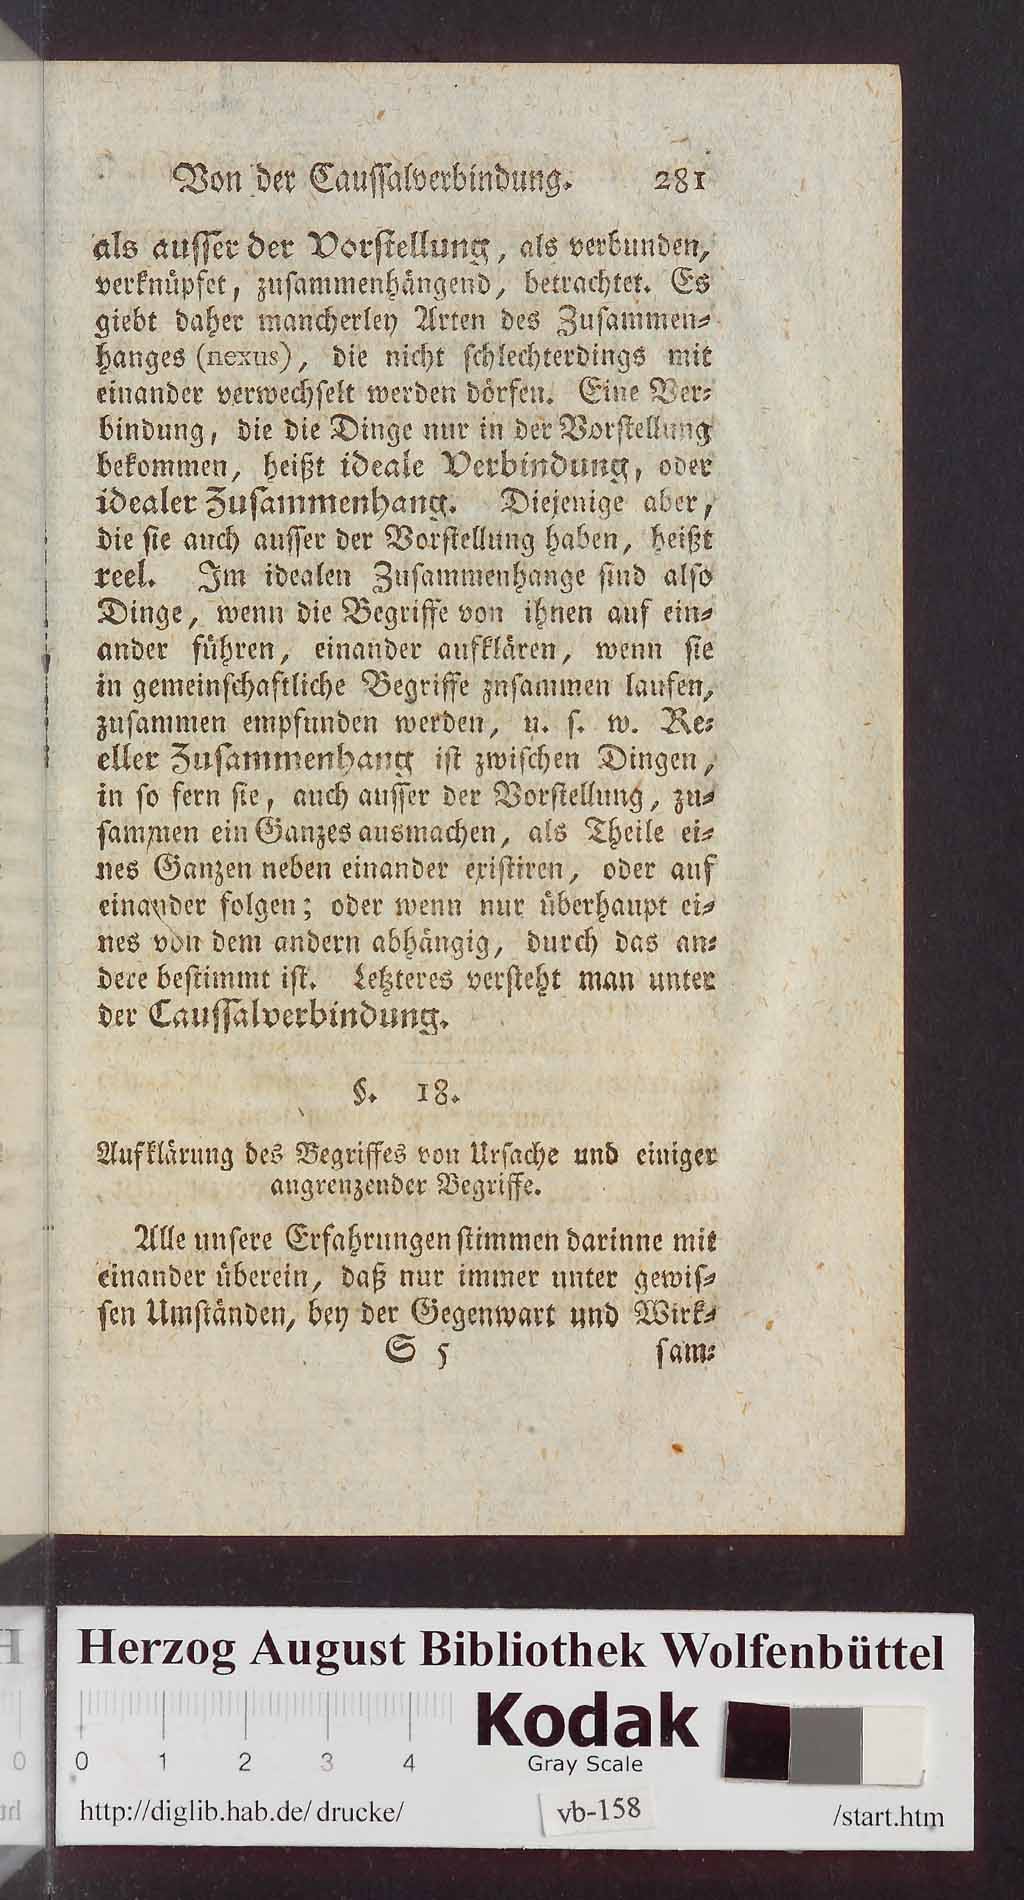 Von der Caussalverbindung. 281
als ausser der Vorstellung, als verbunden,
verknüpfet, zusammenhängend, betrachtet. Es
giebt daher mancherley Arten des Zusammen-
hanges (nexus), die nicht schlechterdings mit
einander verwechselt werden dörfen. Eine Ver-
bindung, die die Dinge nur in der Vorstellung
bekommen, heißt ideale Verbindung, oder
idealer Zusammenhang. Diejenige aber,
die sie auch ausser der Vorstellung haben, heißt
reel. Im idealen Zusammenhange sind also
Dinge, wenn die Begriffe von ihnen auf ein-
ander führen, einander aufklären, wenn sie
in gemeinschaftliche Begriffe zusammen laufen,
zusammen empfunden werden, u. s. w. Re-
eller Zusammenhang ist zwischen Dingen,
in so fern sie, auch ausser der Vorstellung, zu-
sammen ein Ganzes ausmachen, als Theile ei-
nes Ganzen neben einander existiren, oder auf
einander folgen; oder wenn nur überhaupt ei-
nes von dem andern abhängig, durch das an-
dere bestimmt ist. Letzteres versteht man unter
der Caussalverbindung.
§. 18.
Aufklärung des Begriffes von Ursache und einiger
angrenzender Begriffe.
Alle unsere Erfahrungen stimmen darinne mit
einander überein, daß nur immer unter gewis-
sen Umständen, bey der Gegenwart und Wirk-
S 5 sam-
Herzog August Bibliothek Wolfenbüttel
Kodak
Gray Scale
0 1 2 3 4
http://diglib.hab.de/drucke/ vb-158 /start.htm